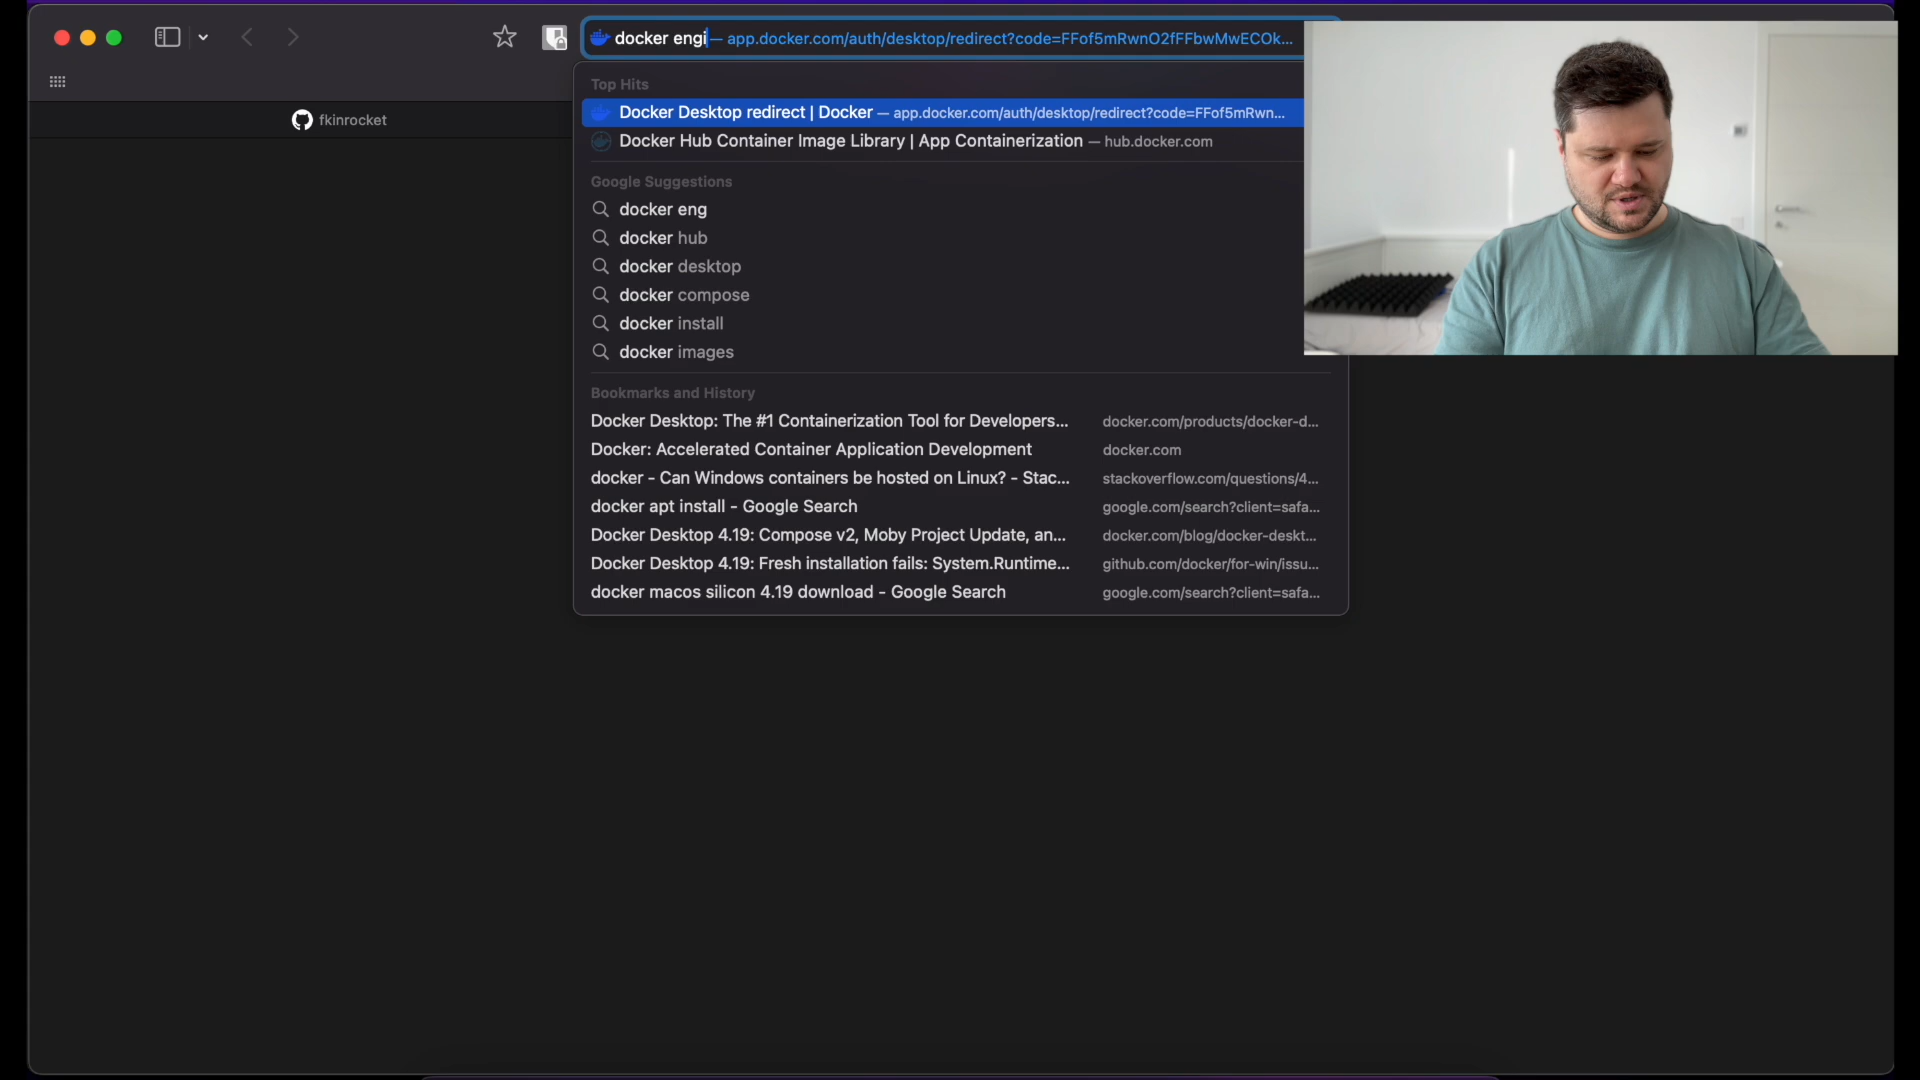 docker engi — app.docker.com/auth/desktop/redirect?code=FFof5mRwnO2fFFbwMwECOk...
fkinrocket
Top Hits
Docker Desktop redirect | Docker — app.docker.com/auth/desktop/redirect?code=FFof5mRwn...
Docker Hub Container Image Library | App Containerization — hub.docker.com
Google Suggestions
docker eng
docker hub
docker desktop
docker compose
docker install
docker images
Bookmarks and History
Docker Desktop: The #1 Containerization Tool for Developers... docker.com/products/docker-d...
Docker: Accelerated Container Application Development docker.com
docker - Can Windows containers be hosted on Linux? - Stac... stackoverflow.com/questions/4...
docker apt install - Google Search google.com/search?client=safa...
Docker Desktop 4.19: Compose v2, Moby Project Update, an... docker.com/blog/docker-deskt...
Docker Desktop 4.19: Fresh installation fails: System.Runtime... github.com/docker/for-win/issu...
docker macos silicon 4.19 download - Google Search google.com/search?client=safa...